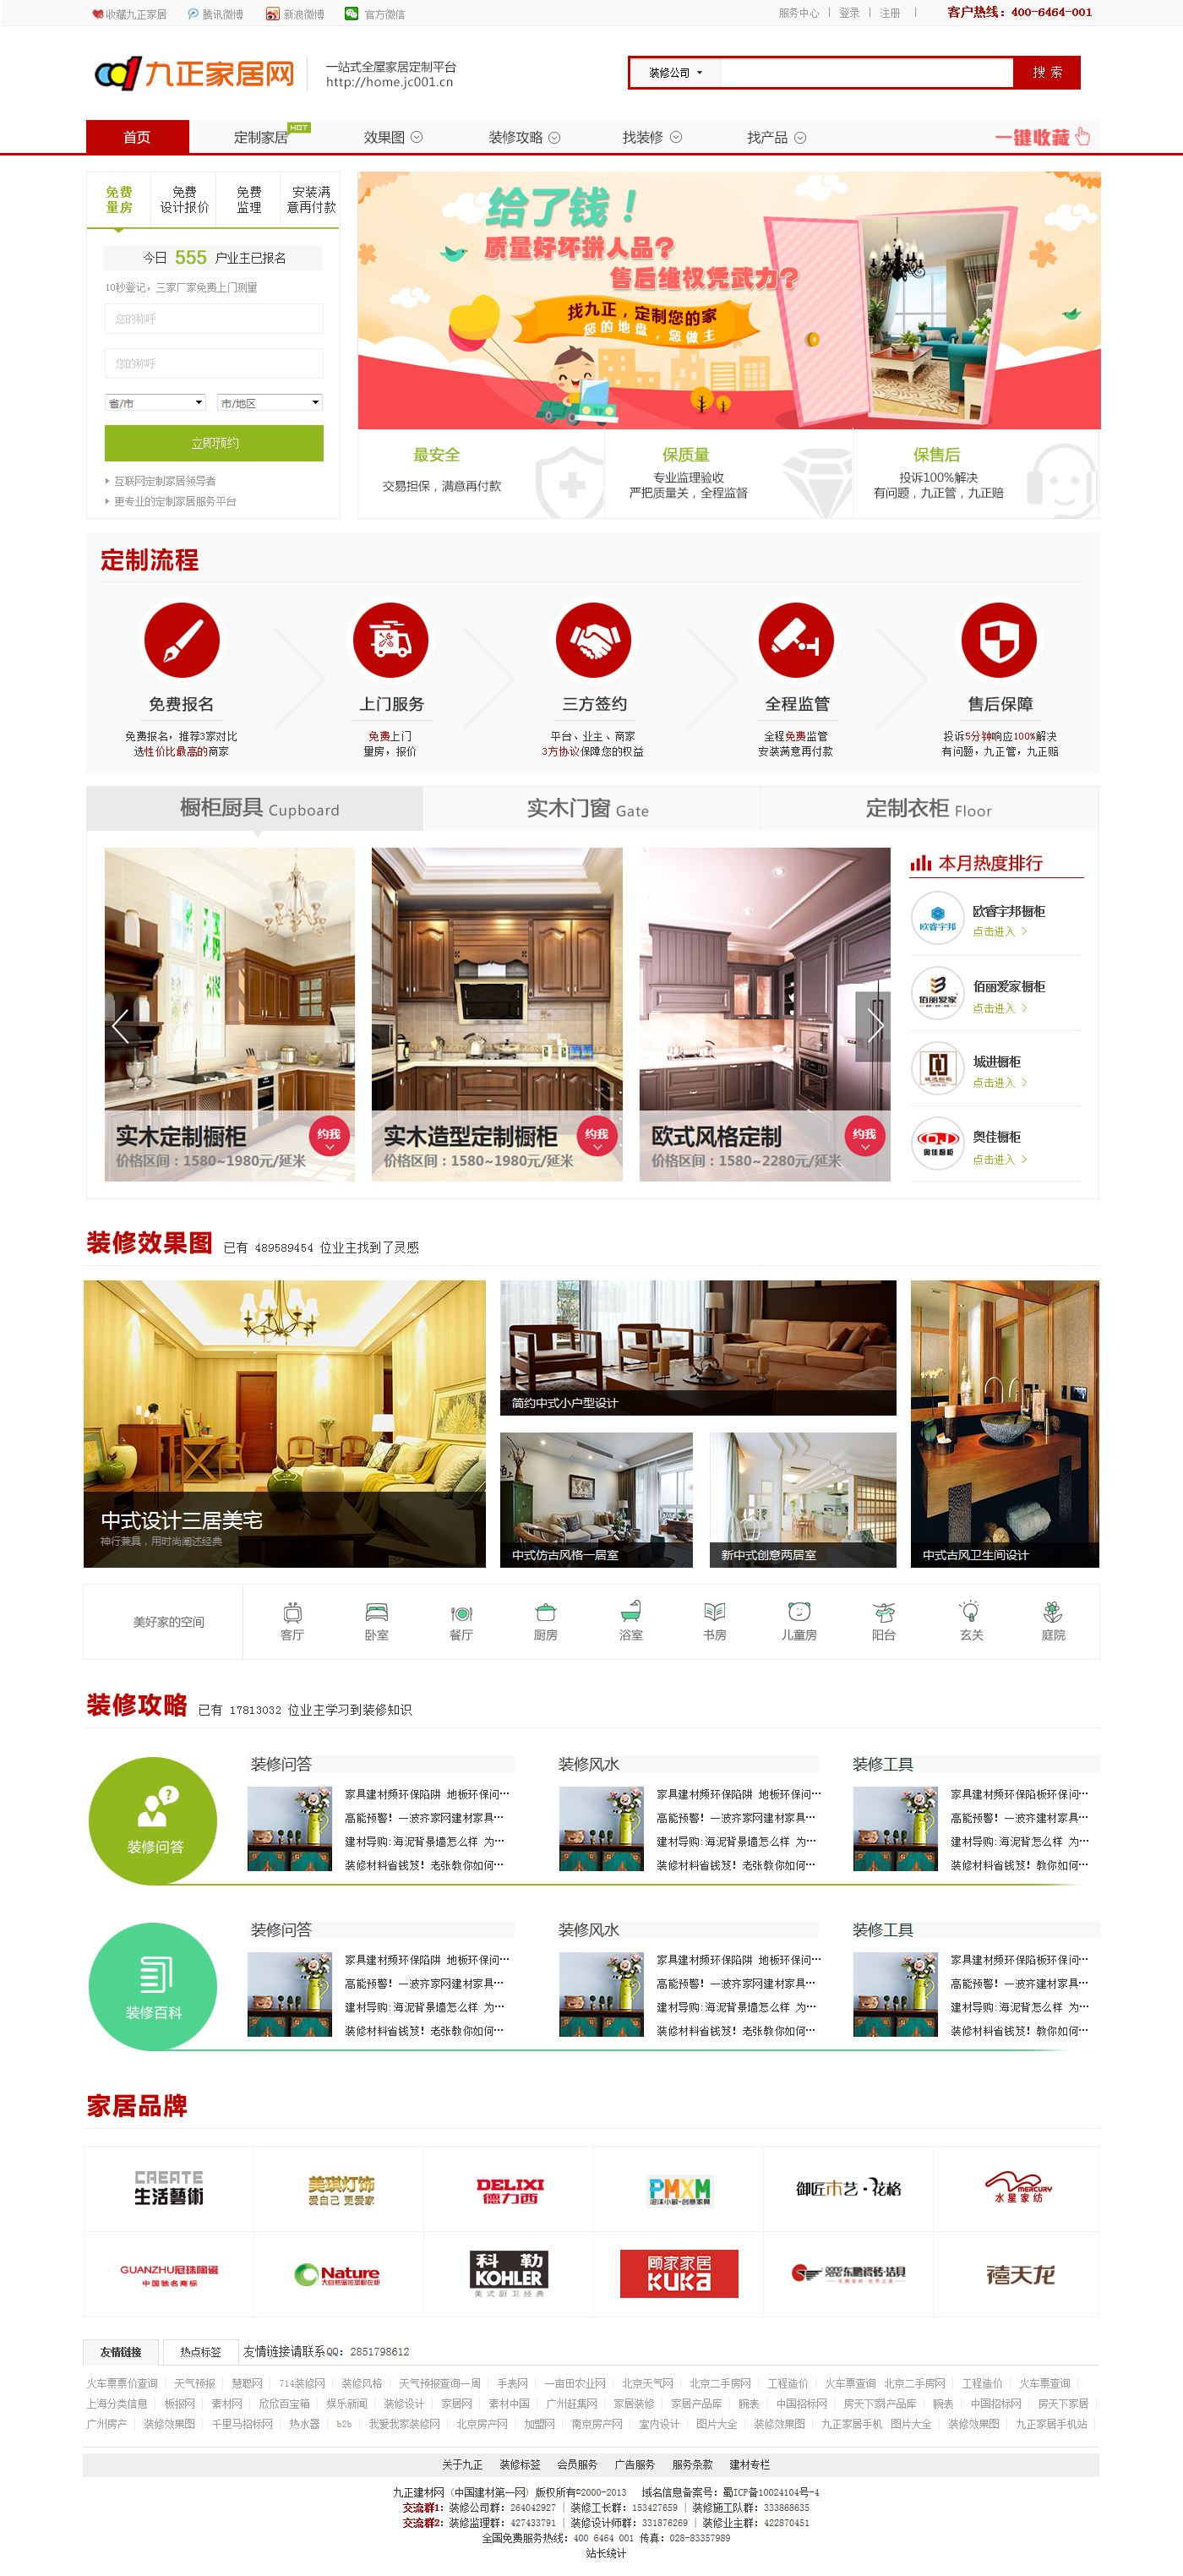 收藏九正家居 腾讯微博 新浪微博 官方微信 服务中心 | 登录 | 注册 | 客户热线：400-6464-001
九正家居网 一站式全屋家居定制平台
http://home.jc001.cn
装修公司 搜 索
首页 定制家居 HOT 效果图 装修攻略 找装修 找产品 一键收藏
免费 免费 免费 安装满
量房 设计报价 监理 意再付款
今日 555 户业主已报名
10秒登记，三家厂家免费上门测量
您的称呼
您的称呼
省/市 市/地区
立即预约
互联网定制家居领导者
更专业的定制家居服务平台
给了钱！
质量好坏拼人品？
售后维权凭武力？
找九正，定制您的家
您的地盘，您做主
最安全 保质量 保售后
交易担保，满意再付款
专业监理验收
严把质量关，全程监督
投诉100%解决
有问题，九正管，九正赔
定制流程
免费报名 上门服务 三方签约 全程监管 售后保障
免费报名，推荐3家对比 免费上门 平台、业主、商家 全程免费监管 投诉5分钟响应100%解决
选性价比最高的商家 量房，报价 3方协议保障您的权益 安装满意再付款 有问题，九正管，九正赔
橱柜厨具 Cupboard 实木门窗 Gate 定制衣柜 Floor
本月热度排行
欧睿宇邦
欧睿宇邦橱柜
点击进入
佰丽爱家
佰丽爱家橱柜
点击进入
城进橱柜
点击进入
奥佳橱柜
奥佳橱柜
点击进入
实木定制橱柜 约我
价格区间：1580~1980元/延米
实木造型定制橱柜 约我
价格区间：1580~1980元/延米
欧式风格定制 约我
价格区间：1580~2280元/延米
装修效果图 已有 489589454 位业主找到了灵感
中式设计三居美宅
神行兼具，用时尚阐述经典
简约中式小户型设计
中式仿古风格一居室
新中式创意两居室
中式古风卫生间设计
美好家的空间 客厅 卧室 餐厅 厨房 浴室 书房 儿童房 阳台 玄关 庭院
装修攻略 已有 17813032 位业主学习到装修知识
装修问答
装修问答 装修风水 装修工具
家具建材频环保陷阱 地板环保问… 家具建材频环保陷阱 地板环保问… 家具建材频环保陷板环保问…
高能预警！一波齐家网建材家具… 高能预警！一波齐家网建材家具… 高能预警！一波齐建材家具…
建材导购:海泥背景墙怎么样 为… 建材导购:海泥背景墙怎么样 为… 建材导购:海泥背怎么样 为…
装修材料省钱笈！老张教你如何… 装修材料省钱笈！老张教你如何… 装修材料省钱笈！教你如何…
装修百科
装修问答 装修风水 装修工具
家具建材频环保陷阱 地板环保问… 家具建材频环保陷阱 地板环保问… 家具建材频环保陷板环保问…
高能预警！一波齐家网建材家具… 高能预警！一波齐家网建材家具… 高能预警！一波齐建材家具…
建材导购:海泥背景墙怎么样 为… 建材导购:海泥背景墙怎么样 为… 建材导购:海泥背怎么样 为…
装修材料省钱笈！老张教你如何… 装修材料省钱笈！老张教你如何… 装修材料省钱笈！教你如何…
家居品牌
CREATE
生活藝術
美琪灯饰
爱自己 更爱家
DELIXI
德力西
PMXM
御匠木艺·花格
MERCURY
水星家纺
GUANZHU冠珠陶瓷
中国驰名商标
Nature
科勒
KOHLER
美式厨卫经典
顾家家居
KUKa
东鹏瓷砖·洁具
禧天龙
友情链接 热点标签 友情链接请联系QQ: 2851798612
火车票票价查询 | 天气预报 | 慧聪网 | 714装修网 | 装修风格 | 天气预报查询一周 | 手表网 | 一亩田农业网 | 北京天气网 | 北京二手房网 | 工程造价 | 火车票查询 北京二手房网 | 工程造价 | 火车票查询 |
上海分类信息 | 板报网 | 素材网 | 欣欣百宝箱 | 娱乐新闻 | 装修设计 | 家居网 | 素材中国 | 广州赶集网 | 家居装修 | 家居产品库 | 腕表 | 中国招标网 | 房天下家|产品库 | 腕表 | 中国招标网 | 房天下家居 |
广州房产 | 装修效果图 | 千里马招标网 | 热水器 | b2b | 我爱我家装修网 | 北京房产网 | 加盟网 | 南京房产网 | 室内设计 | 图片大全 | 装修效果图 | 九正家居手机 图片大全 | 装修效果图 | 九正家居手机站 |
关于九正 装修标签 会员服务 广告服务 服务条款 建材专栏
九正建材网（中国建材第一网）版权所有©2000-2013 域名信息备案号：蜀ICP备10024104号-4
交流群1：装修公司群：264042927 | 装修工长群：153427659 | 装修施工队群：333868635
交流群2：装修监理群：427433791 | 装修设计师群：331876269 | 装修业主群：422870451
全国免费服务热线：400 6464 001 传真：028-83357989
站长统计